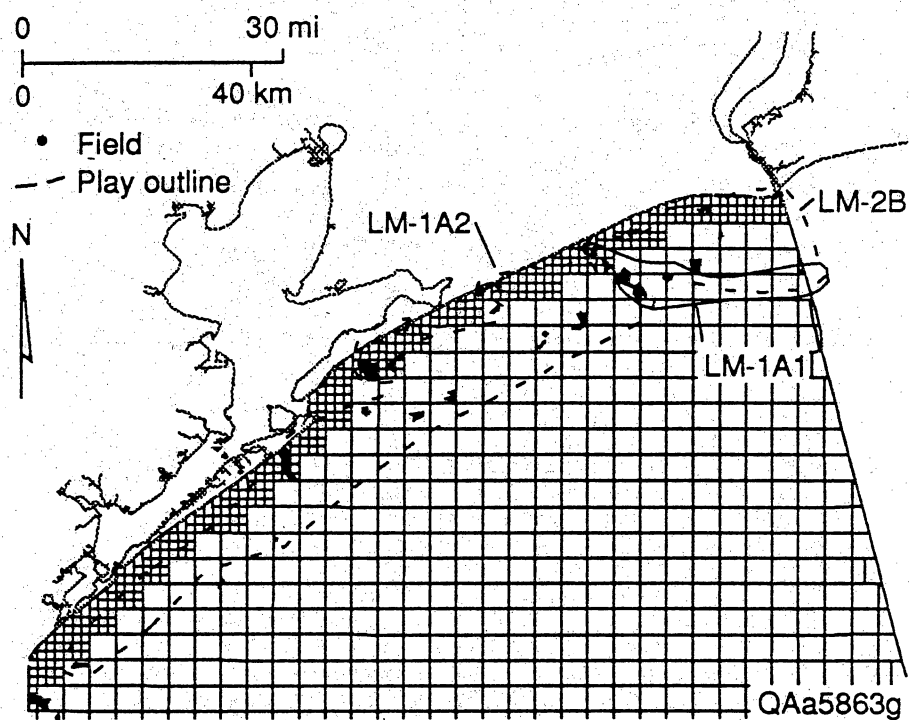 0 30 mi
0 40 km
Field
Play outline
N
LM-1A2
LM-2B
LM-1A1
QAa5863g